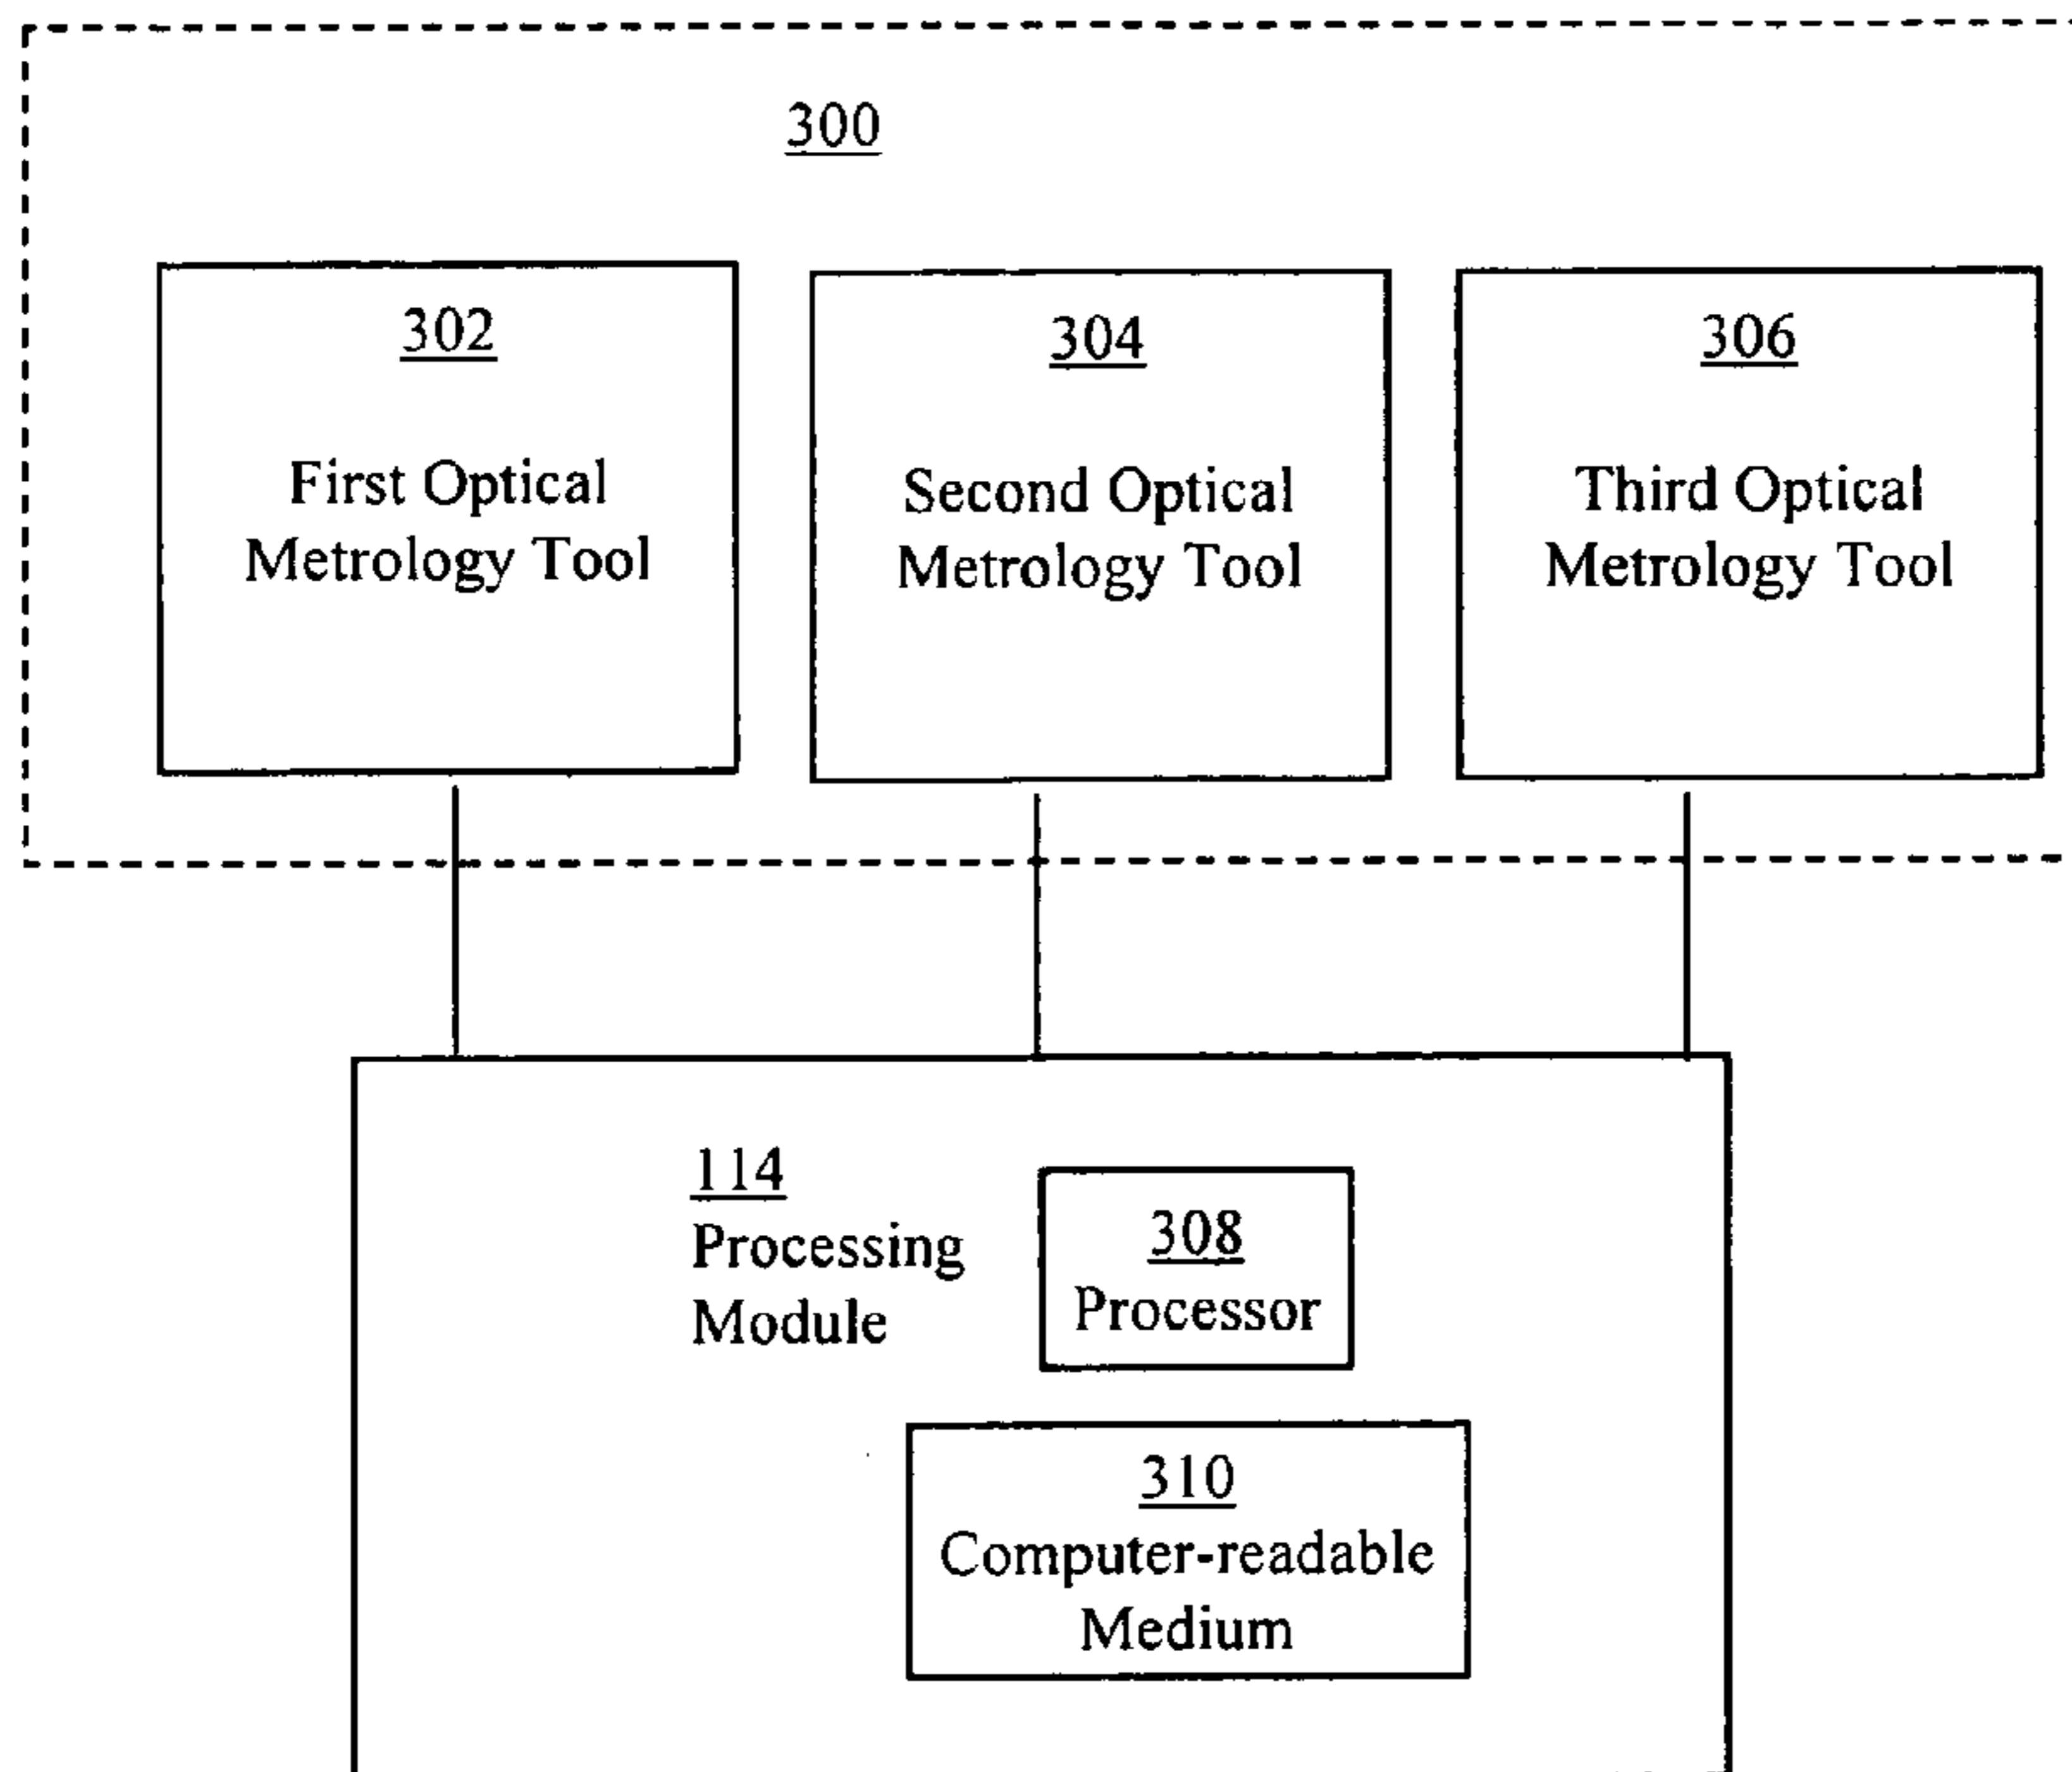 300
302
First Optical
Metrology Tool
304
Second Optical
Metrology Tool
306
Third Optical
Metrology Tool
114
Processing
Module
308
Processor
310
Computer-readable
Medium